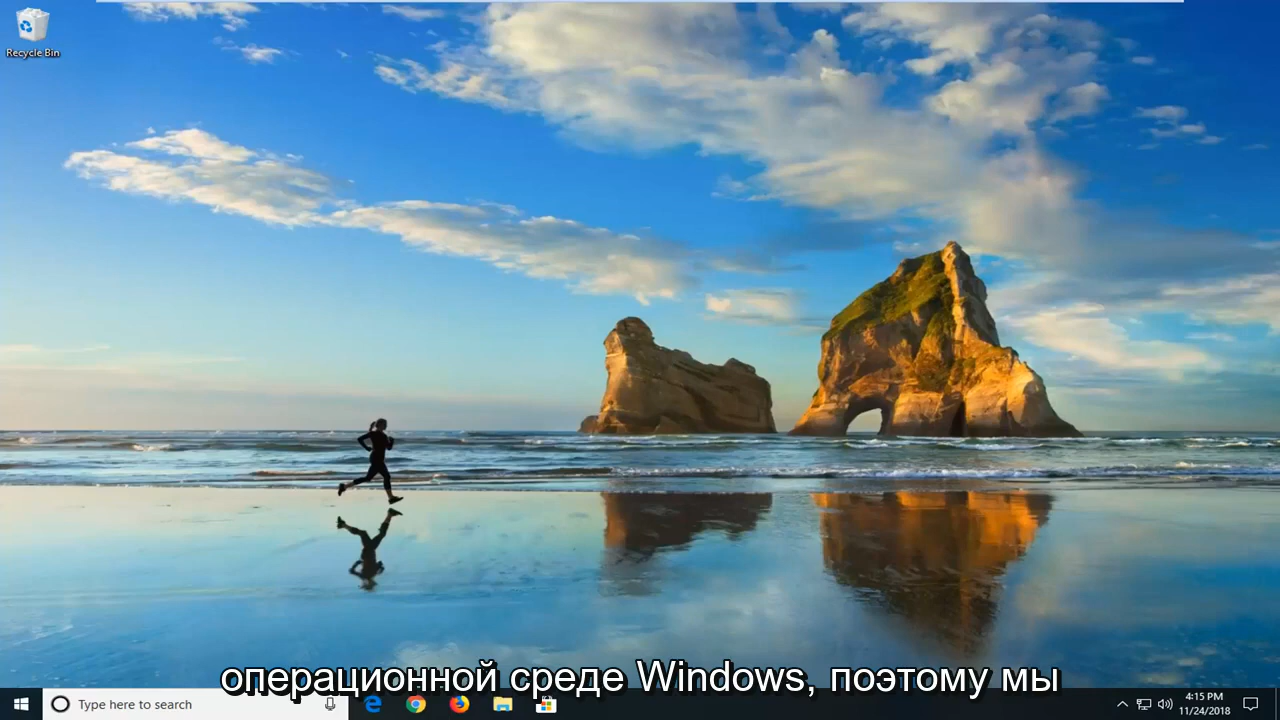 Recycle Bin
операционной среде Windows, поэтому мы
Type here to search
4:15 PM
11/24/2018